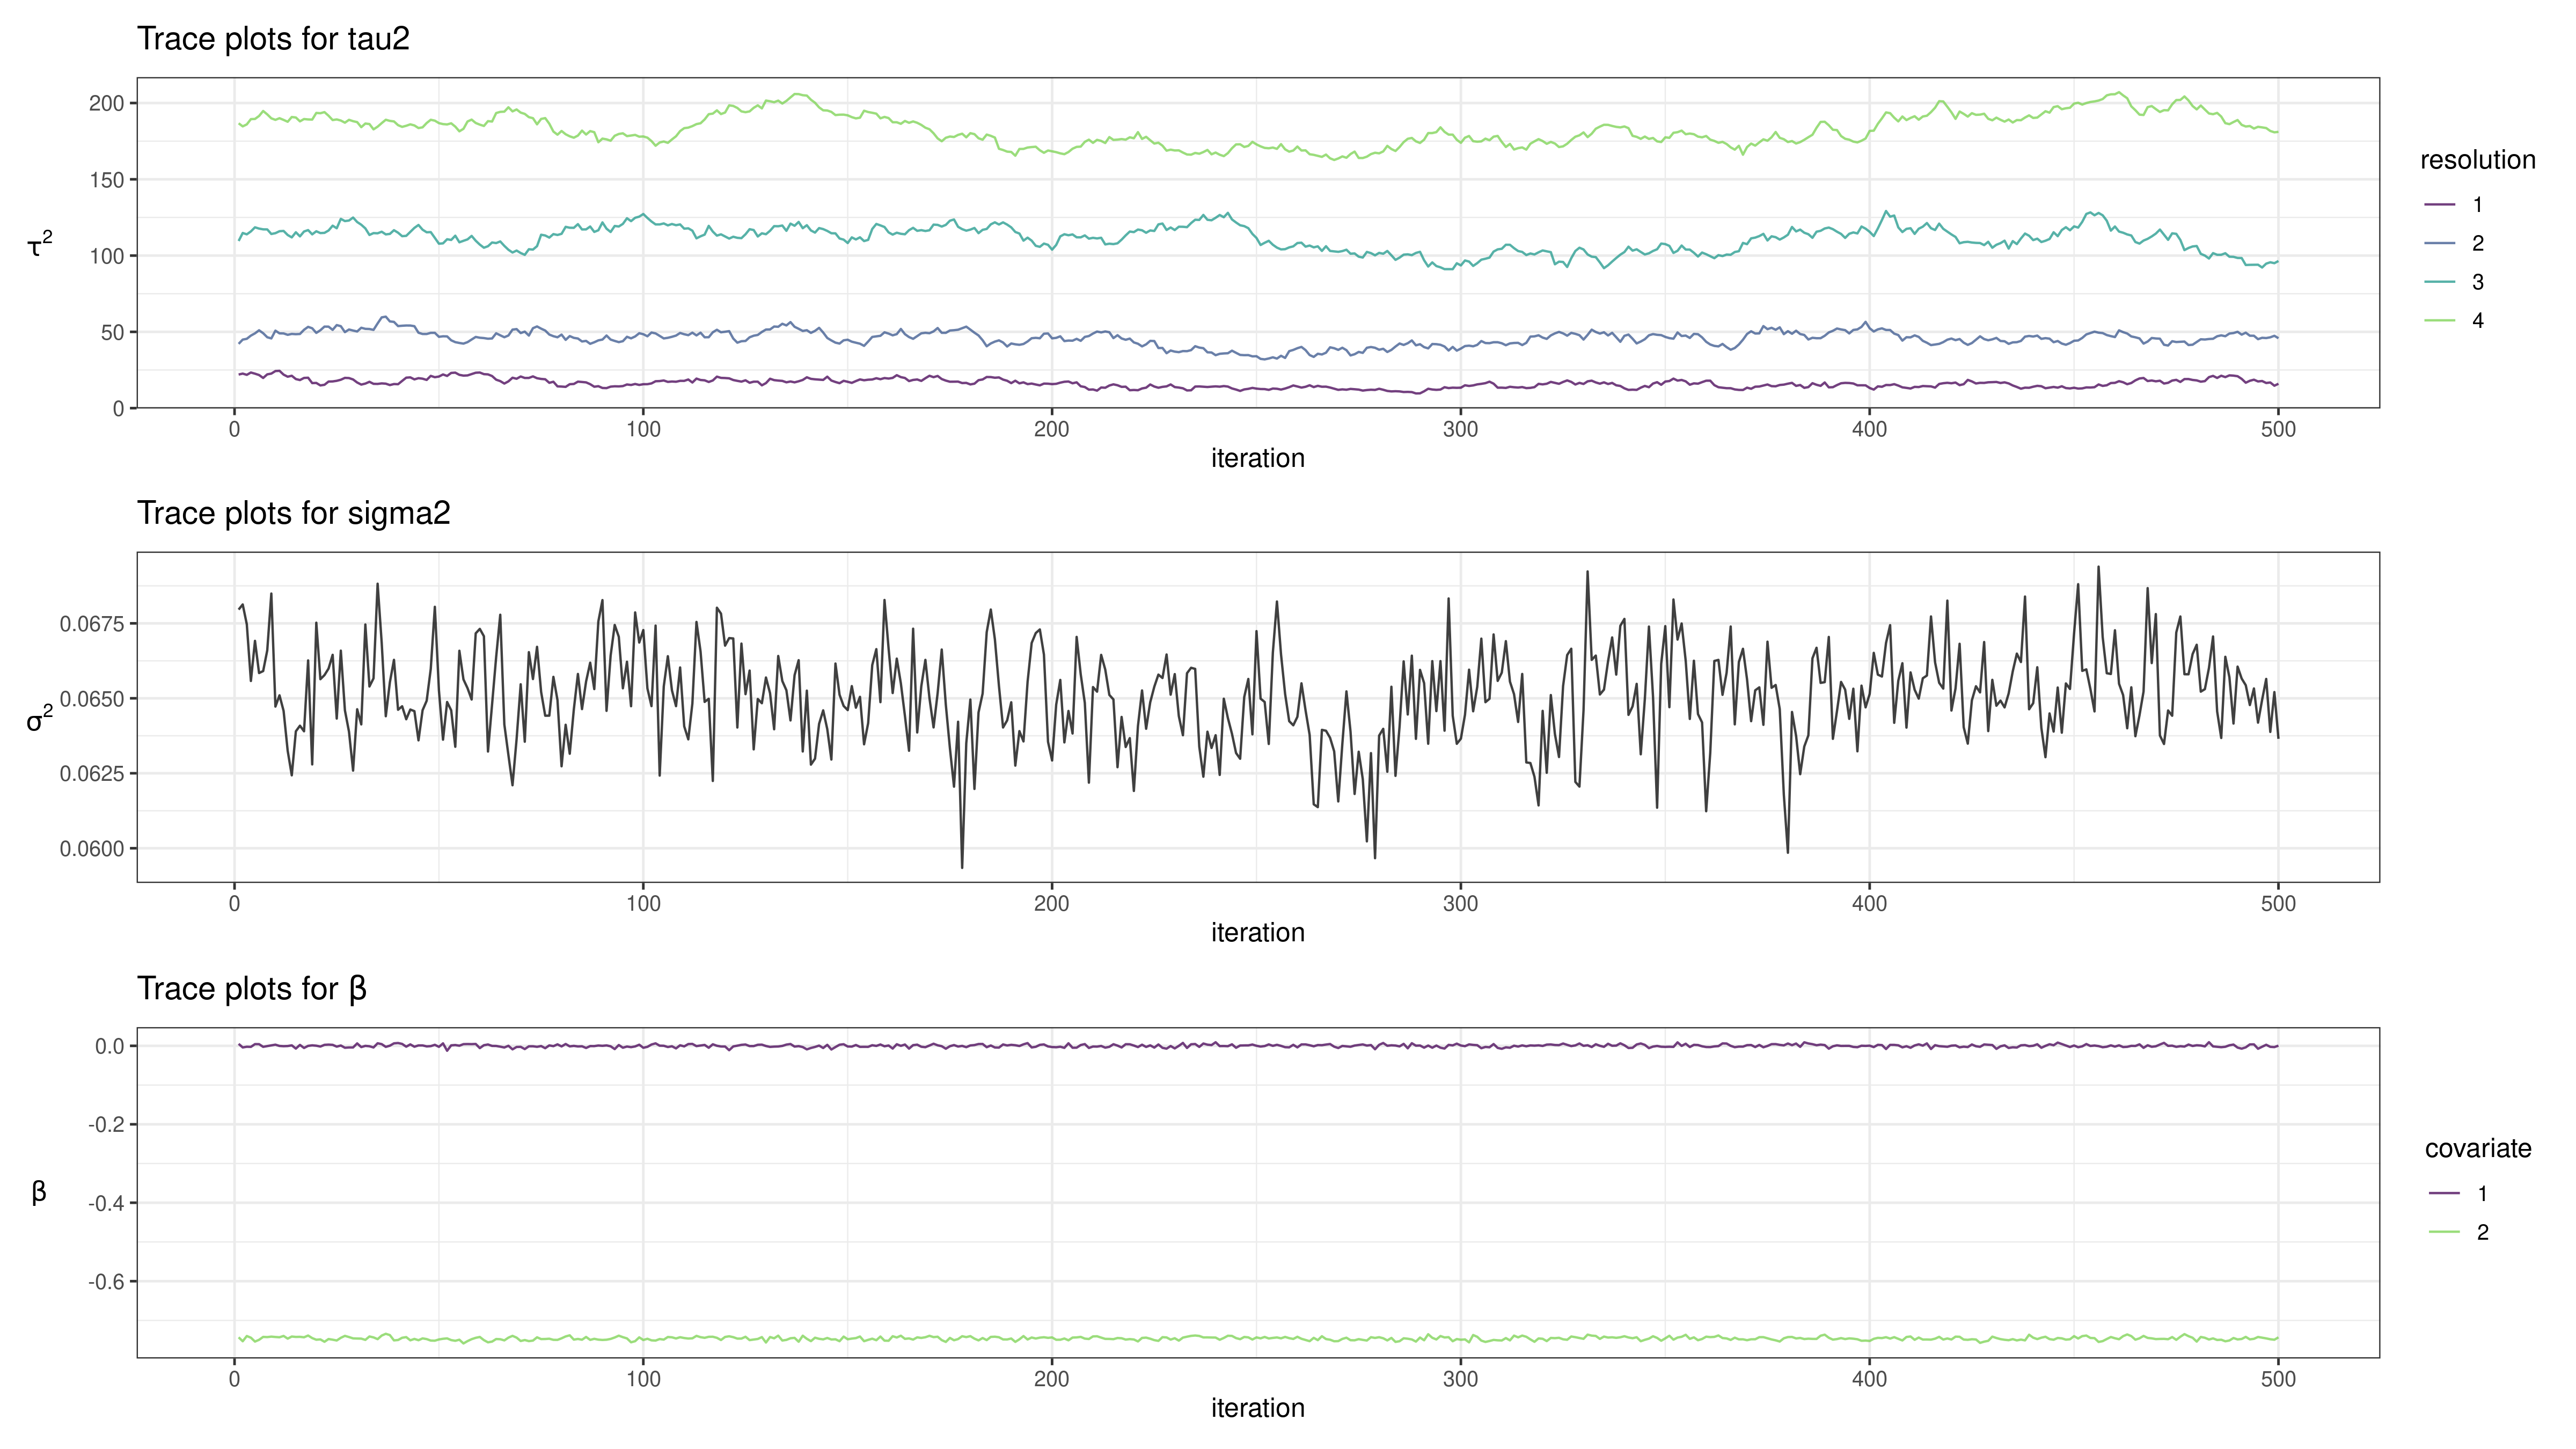 Trace plots for tau2
τ²
200
150
100
50
0
0 100 200 300 400 500
iteration
resolution
1
2
3
4
Trace plots for sigma2
σ²
0.0675
0.0650
0.0625
0.0600
0 100 200 300 400 500
iteration
Trace plots for β
β
0.0
-0.2
-0.4
-0.6
0 100 200 300 400 500
iteration
covariate
1
2